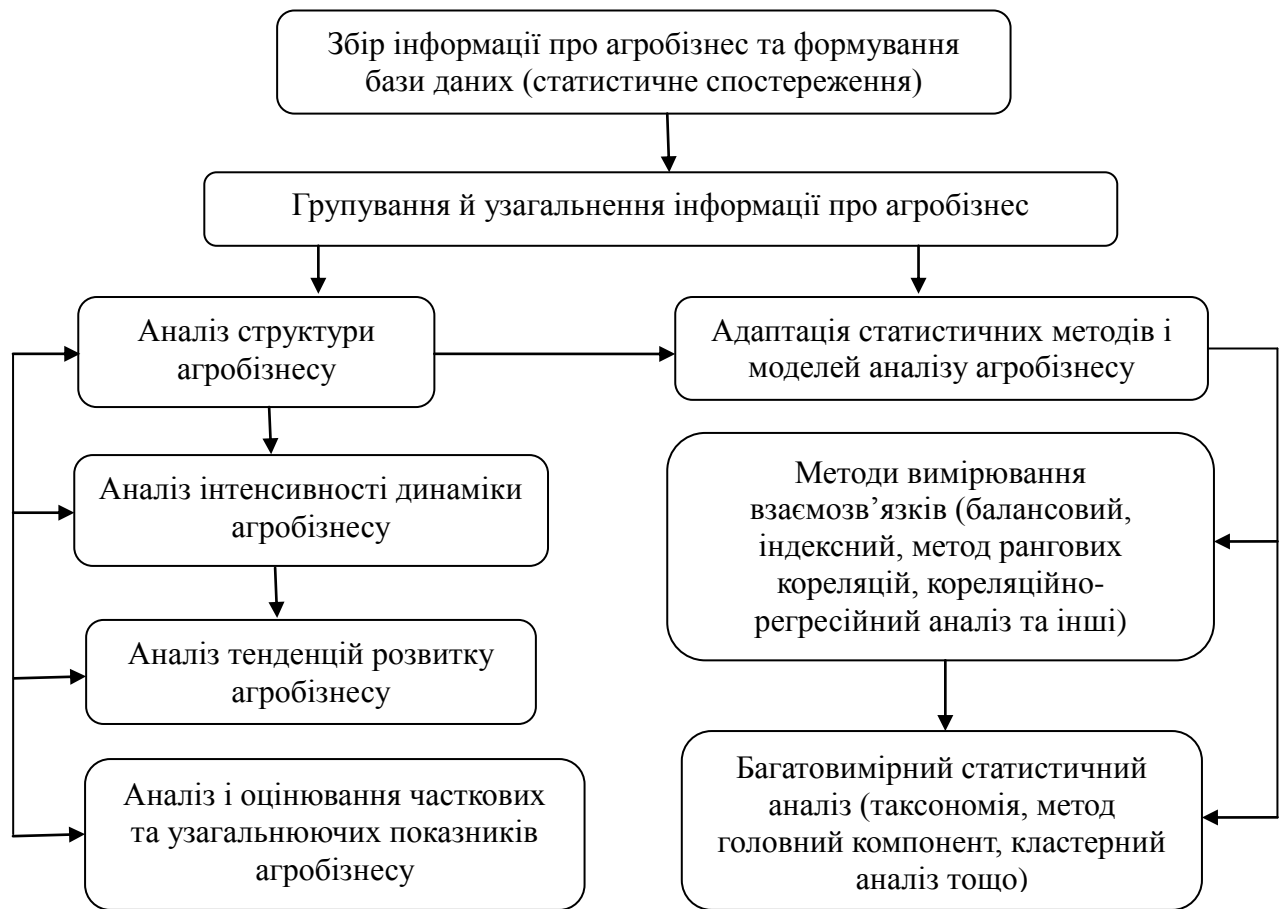 Збір інформації про агробізнес та формування
бази даних (статистичне спостереження)
Групування й узагальнення інформації про агробізнес
Аналіз структури
агробізнесу
Адаптація статистичних методів і
моделей аналізу агробізнесу
Аналіз інтенсивності динаміки
агробізнесу
Методи вимірювання
взаємозв’язків (балансовий,
індексний, метод рангових
кореляцій, кореляційно-
регресійний аналіз та інші)
Аналіз тенденцій розвитку
агробізнесу
Аналіз і оцінювання часткових
та узагальнюючих показників
агробізнесу
Багатовимірний статистичний
аналіз (таксономія, метод
головний компонент, кластерний
аналіз тощо)